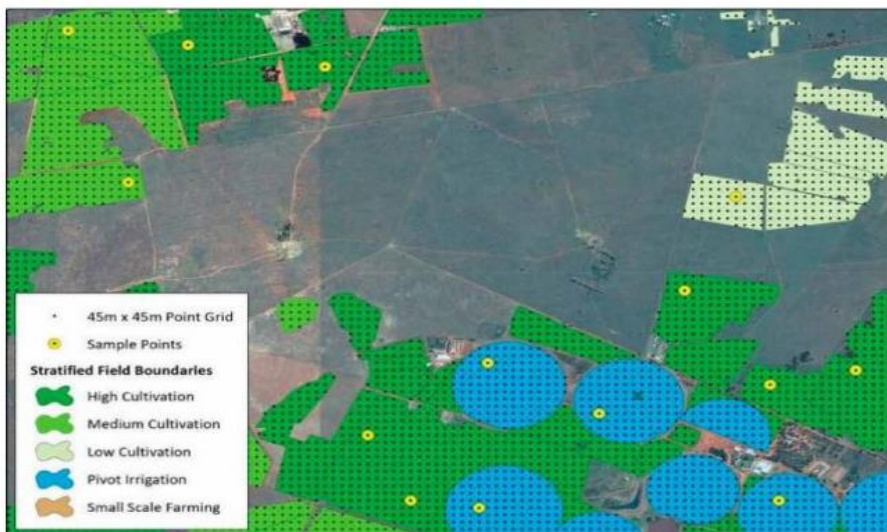 45m x 45m Point Grid
Sample Points
Stratified Field Boundaries
High Cultivation
Medium Cultivation
Low Cultivation
Pivot Irrigation
Small Scale Farming